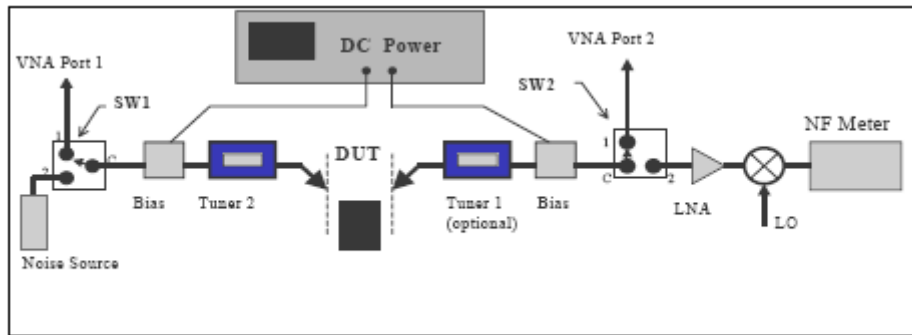 DC Power
VNA Port 1
VNA Port 2
SW1
SW2
NF Meter
1
2
C
DUT
1
C
2
Bias
Tuner 2
Tuner 1
(optional)
Bias
LNA
LO
Noise Source